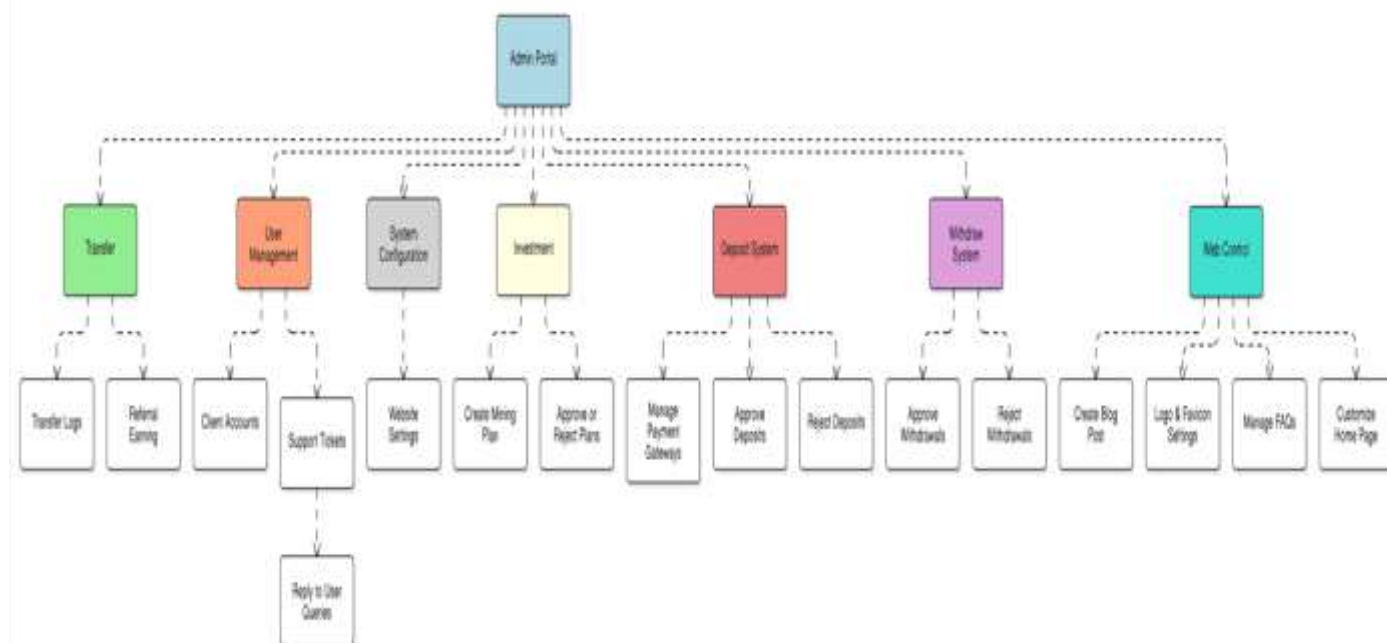 Admin Portal
Transfer
User
Management
System
Configuration
Investment
Deposit System
Withdraw
System
Web Control
Transfer Logs
Referral
Earning
Client Accounts
Support Tickets
Website
Settings
Create Mining
Plan
Approve or
Reject Plans
Manage
Payment
Gateways
Approve
Deposits
Reject Deposits
Approve
Withdrawals
Reject
Withdrawals
Create Blog
Post
Logo & Favicon
Settings
Manage FAQs
Customize
Home Page
Reply to User
Queries